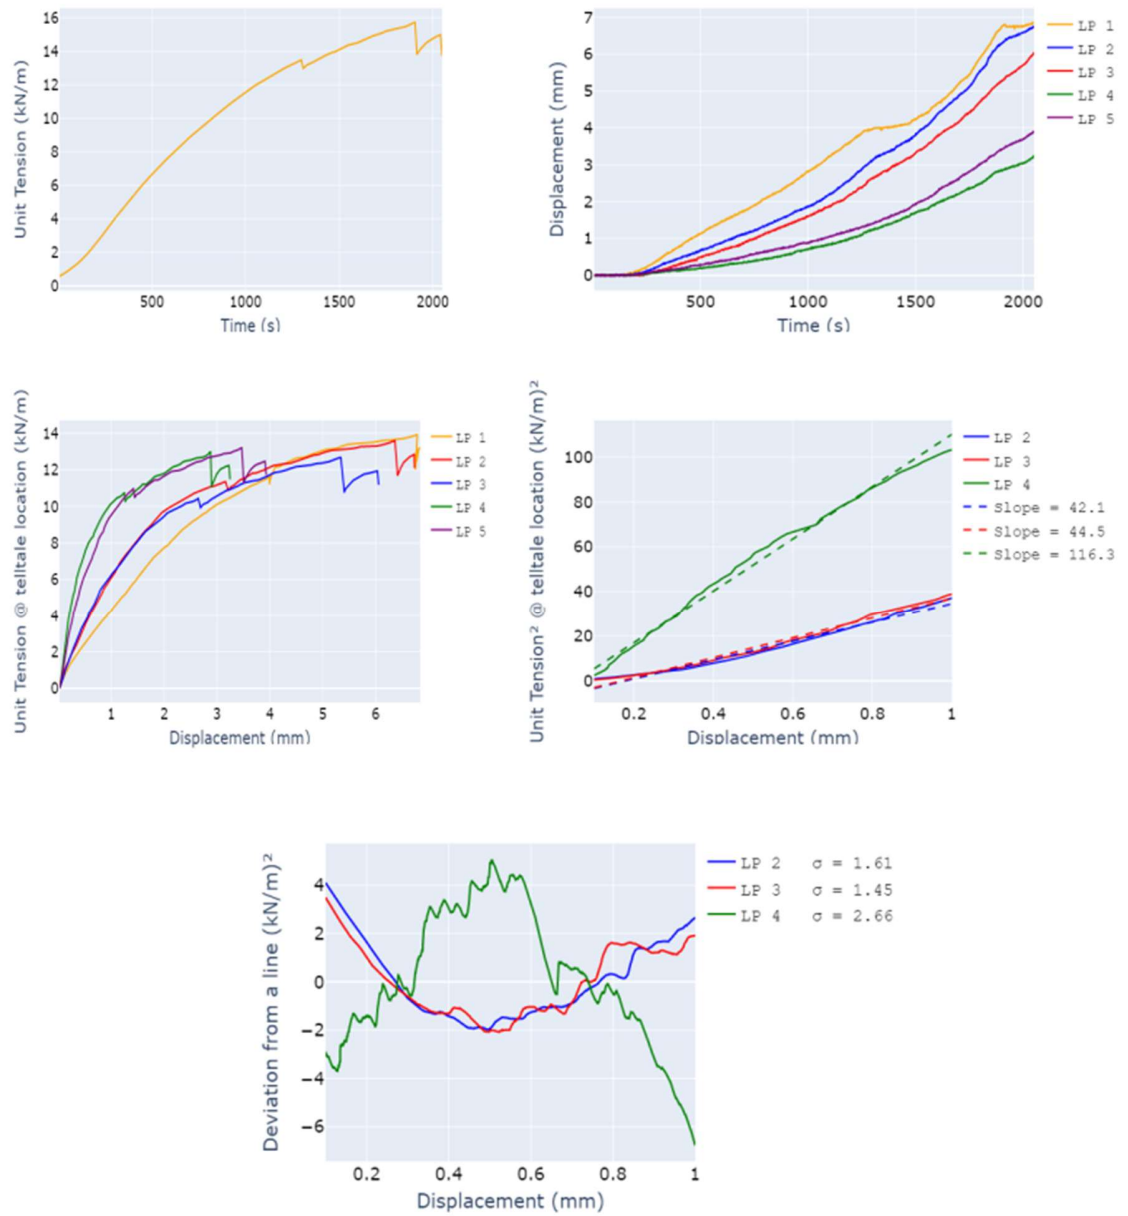 Unit Tension (kN/m)
16
14
12
10
8
6
4
2
0
500
1000
1500
2000
Time (s)
Displacement (mm)
7
6
5
4
3
2
1
0
500
1000
1500
2000
Time (s)
LP 1
LP 2
LP 3
LP 4
LP 5
Unit Tension @ telltale location (kN/m)
14
12
10
8
6
4
2
0
1
2
3
4
5
6
Displacement (mm)
LP 1
LP 2
LP 3
LP 4
LP 5
Unit Tension² @ telltale location (kN/m)²
100
80
60
40
20
0
0.2
0.4
0.6
0.8
1
Displacement (mm)
LP 2
LP 3
LP 4
Slope = 42.1
Slope = 44.5
Slope = 116.3
Deviation from a line (kN/m)²
4
2
0
−2
−4
−6
0.2
0.4
0.6
0.8
1
Displacement (mm)
LP 2 σ = 1.61
LP 3 σ = 1.45
LP 4 σ = 2.66